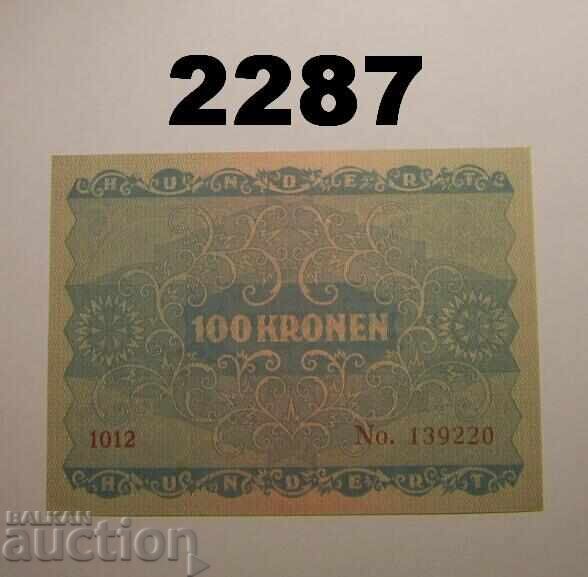 2287
HUNDERT
100 KRONEN
1012 No. 139220
HUNDERT
BALKAN
auction